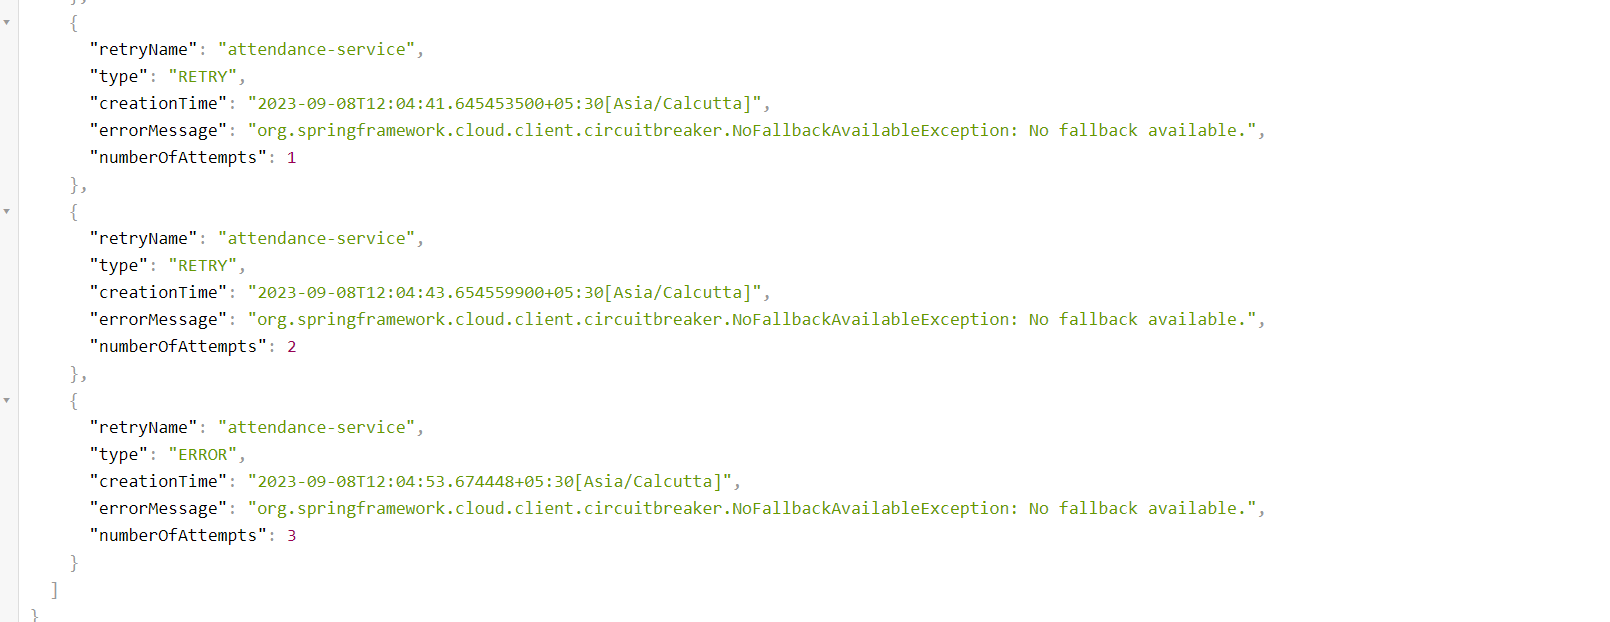 },
{
"retryName": "attendance-service",
"type": "RETRY",
"creationTime": "2023-09-08T12:04:41.645453500+05:30[Asia/Calcutta]",
"errorMessage": "org.springframework.cloud.client.circuitbreaker.NoFallbackAvailableException: No fallback available.",
"numberOfAttempts": 1
},
{
"retryName": "attendance-service",
"type": "RETRY",
"creationTime": "2023-09-08T12:04:43.654559900+05:30[Asia/Calcutta]",
"errorMessage": "org.springframework.cloud.client.circuitbreaker.NoFallbackAvailableException: No fallback available.",
"numberOfAttempts": 2
},
{
"retryName": "attendance-service",
"type": "ERROR",
"creationTime": "2023-09-08T12:04:53.674448+05:30[Asia/Calcutta]",
"errorMessage": "org.springframework.cloud.client.circuitbreaker.NoFallbackAvailableException: No fallback available.",
"numberOfAttempts": 3
}
]
}